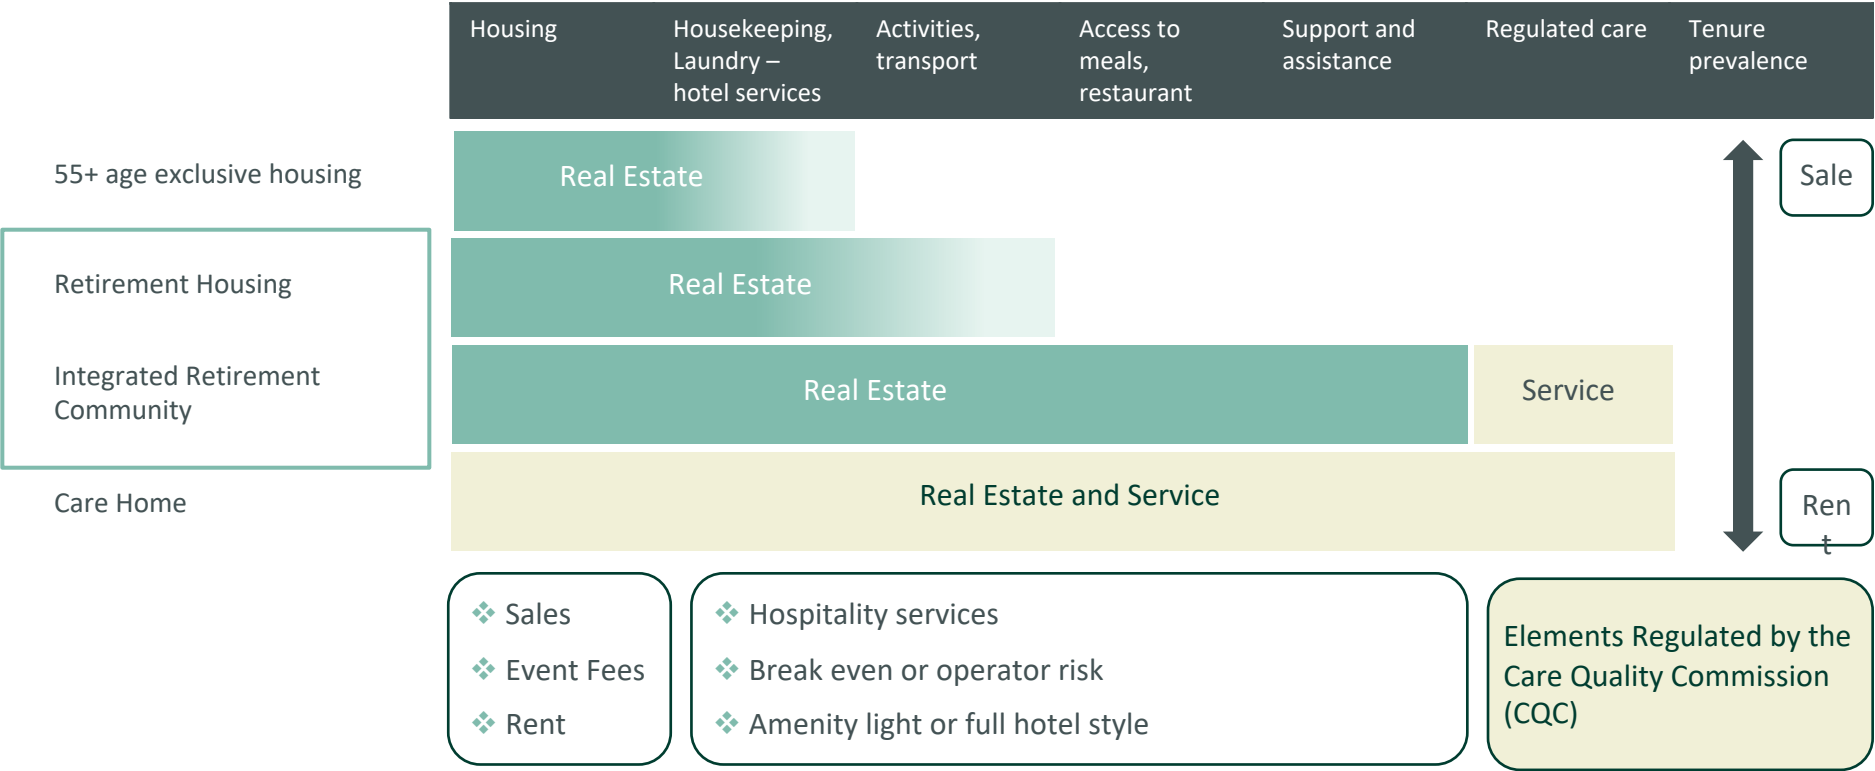 Housing
Housekeeping,
Laundry –
hotel services
Activities,
transport
Access to
meals,
restaurant
Support and
assistance
Regulated care
Tenure
prevalence
55+ age exclusive housing
Real Estate
Sale
Retirement Housing
Real Estate
Integrated Retirement
Community
Real Estate
Service
Care Home
Real Estate and Service
Ren
t
❖ Sales
❖ Event Fees
❖ Rent
❖ Hospitality services
❖ Break even or operator risk
❖ Amenity light or full hotel style
Elements Regulated by the
Care Quality Commission
(CQC)